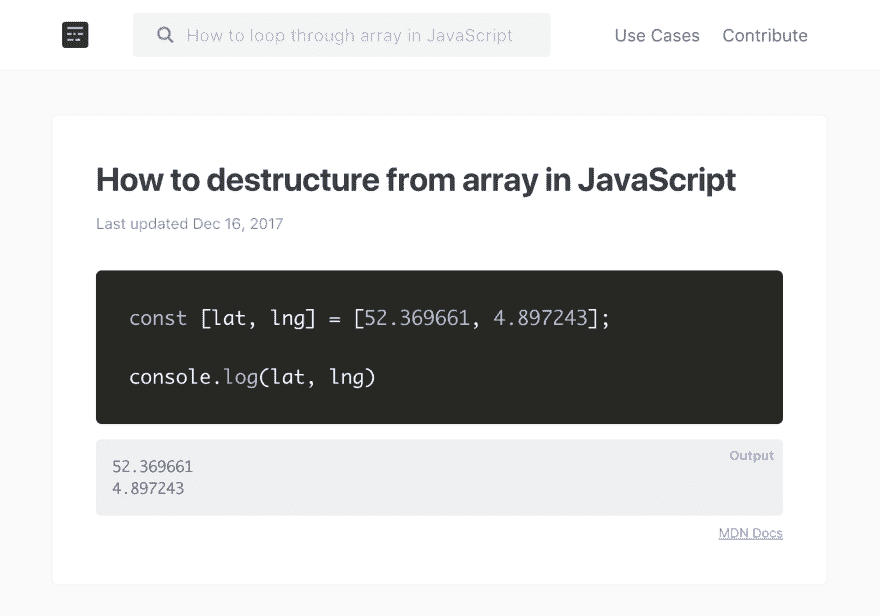 How to loop through array in JavaScript
Use Cases
Contribute
How to destructure from array in JavaScript
Last updated Dec 16, 2017
const [lat, lng] = [52.369661, 4.897243];
console.log(lat, lng)
Output
52.369661
4.897243
MDN Docs